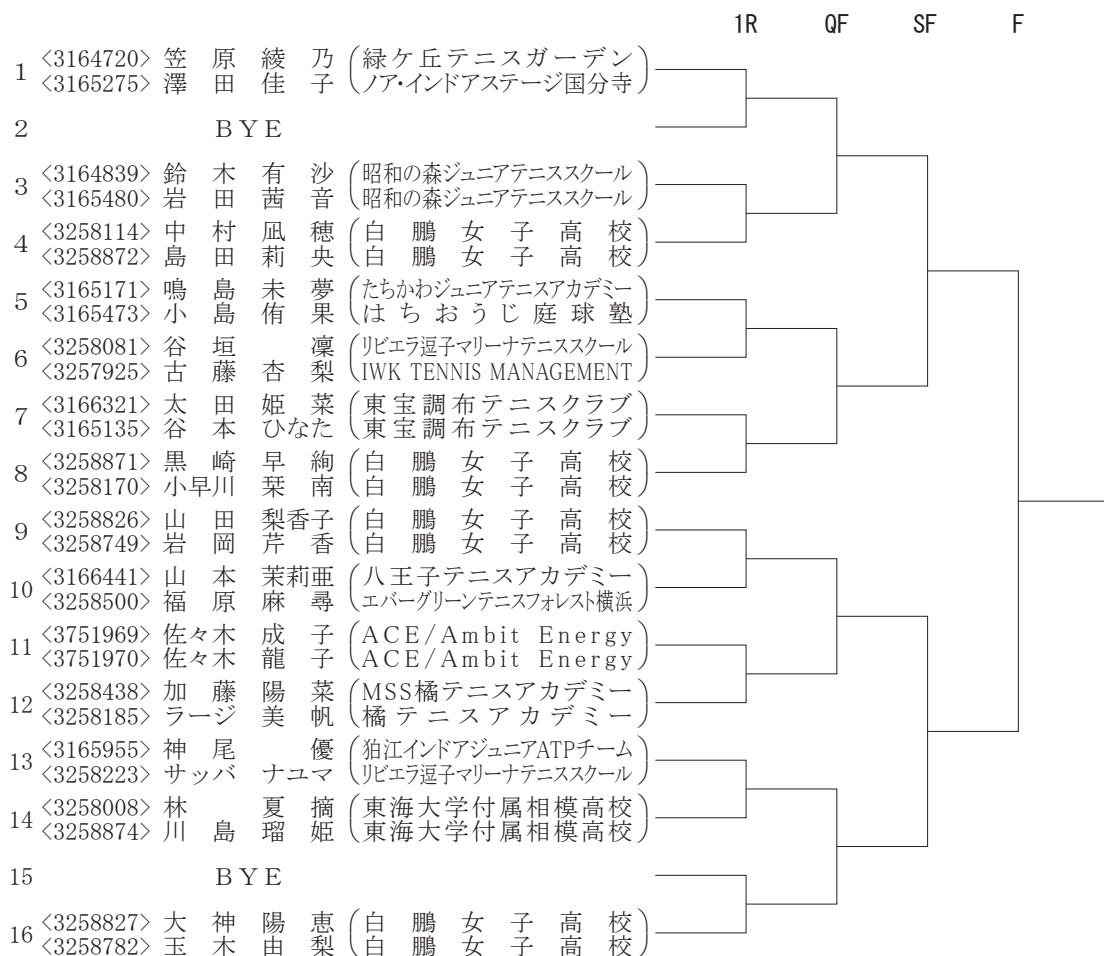 1R QF SF F
1 <3164720> 笠原綾乃 (緑ケ丘テニスガーデン)
<3165275> 澤田佳子 (ノア・インドアステージ国分寺)
2 BYE
3 <3164839> 鈴木有沙 (昭和の森ジュニアテニススクール)
<3165480> 岩田茜音 (昭和の森ジュニアテニススクール)
4 <3258114> 中村凪穂 (白鵬女子高校)
<3258872> 島田莉央 (白鵬女子高校)
5 <3165171> 鳴島未夢 (たちかわジュニアテニスアカデミー)
<3165473> 小島侑果 (はちおうじ庭球塾)
6 <3258081> 谷垣凜 (リビエラ逗子マリーナテニススクール)
<3257925> 古藤杏梨 (IWK TENNIS MANAGEMENT)
7 <3166321> 太田姫菜 (東宝調布テニスクラブ)
<3165135> 谷本ひなた (東宝調布テニスクラブ)
8 <3258871> 黒崎早絢 (白鵬女子高校)
<3258170> 小早川栞南 (白鵬女子高校)
9 <3258826> 山田梨香子 (白鵬女子高校)
<3258749> 岩岡芹香 (白鵬女子高校)
10 <3166441> 山本茉莉亜 (八王子テニスアカデミー)
<3258500> 福原麻尋 (エバーグリーンテニスフォレスト横浜)
11 <3751969> 佐々木成子 (ACE/Ambit Energy)
<3751970> 佐々木龍子 (ACE/Ambit Energy)
12 <3258438> 加藤陽菜 (MSS橘テニスアカデミー)
<3258185> ラージ美帆 (橘テニスアカデミー)
13 <3165955> 神尾優 (狛江インドアジュニアATPチーム)
<3258223> サッパナユマ (リビエラ逗子マリーナテニススクール)
14 <3258008> 林夏摘 (東海大学付属相模高校)
<3258874> 川島瑠姫 (東海大学付属相模高校)
15 BYE
16 <3258827> 大神陽恵 (白鵬女子高校)
<3258782> 玉木由梨 (白鵬女子高校)